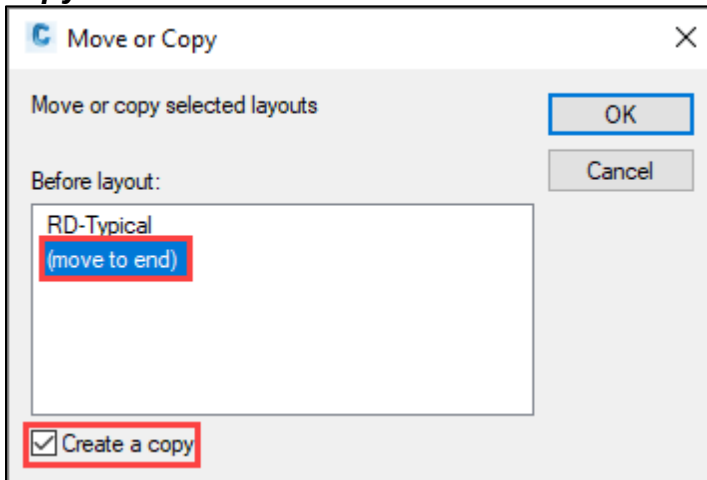 Move or Copy
Move or copy selected layouts
OK
Cancel
Before layout:
RD-Typical
(move to end)
Create a copy